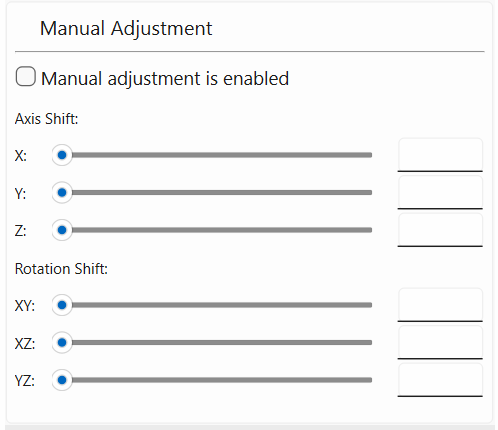 Manual Adjustment
Manual adjustment is enabled
Axis Shift:
X:
Y:
Z:
Rotation Shift:
XY:
XZ:
YZ: